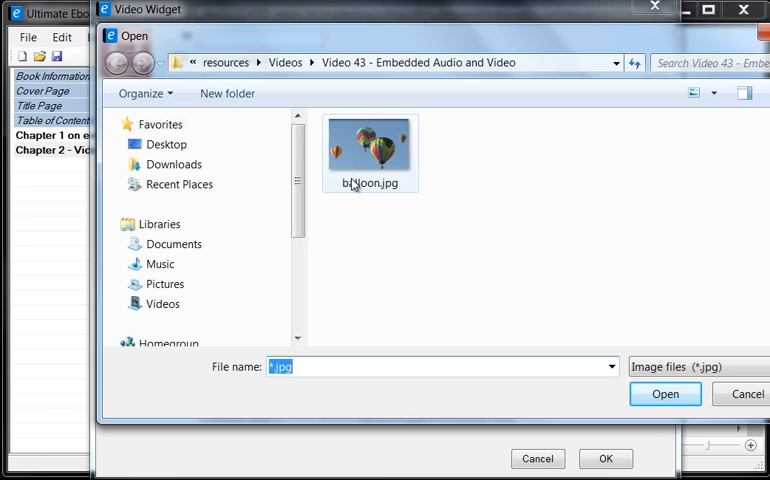 Ultimate Ebo
Video Widget
File Edit
Open
« resources Videos Video 43 - Embedded Audio and Video
Search Video 43 - Embe
Organize New folder
Book Information
Cover Page
Title Page
Table of Content
Chapter 1 on e
Chapter 2 - Vid
Favorites
Desktop
Downloads
Recent Places
Libraries
Documents
Music
Pictures
Videos
Homegroup
balloon.jpg
File name: *.jpg
Image files (*.jpg)
Open Cancel
Cancel OK